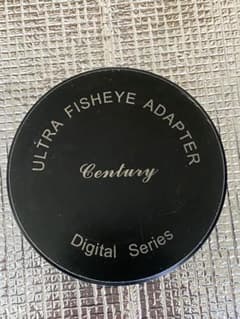 ULTRA FISHEYE ADAPTER
Century
Digital Series